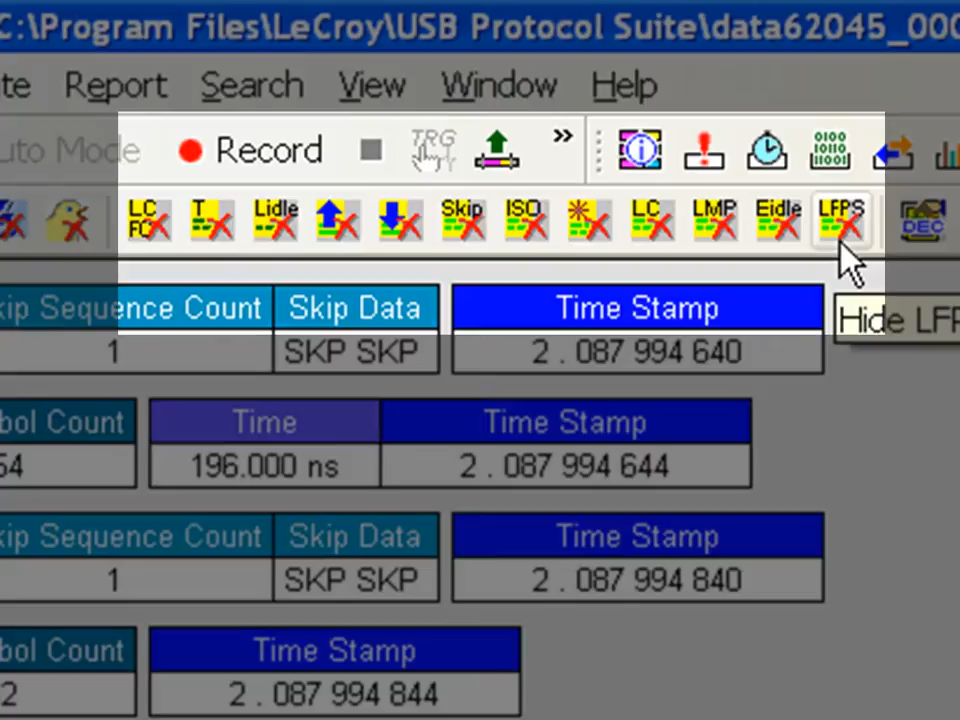 C:\Program Files\LeCroy\USB Protocol Suite\data62045_000
te Report Search View Window Help
uto Mode Record TRG »
LC T Lidle Skip ISO LC LMP Eidle LFPS DEC
kip Sequence Count Skip Data Time Stamp
Hide LFP
1 SKP SKP 2 . 087 994 640
bol Count Time Time Stamp
54 196.000 ns 2 . 087 994 644
kip Sequence Count Skip Data Time Stamp
1 SKP SKP 2 . 087 994 840
bol Count Time Stamp
2 2 . 087 994 844